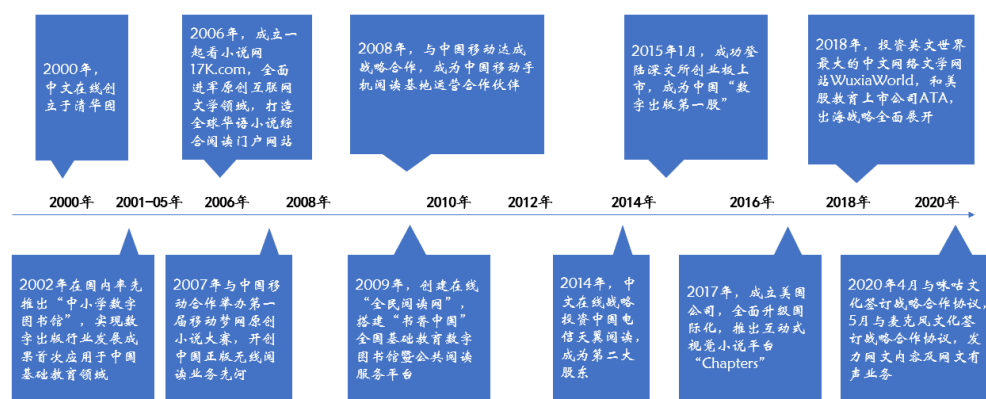 2000年，
中文在线创
立于清华园
2006年，成立一
起看小说网
17K.com，全面
进军原创互联网
文学领域，打造
全球华语小说综
合阅读门户网站
2008年，与中国移动达成
战略合作，成为中国移动手
机阅读基地运营合作伙伴
2015年1月，成功登
陆深交所创业板上
市，成为中国“数
字出版第一股”
2018年，投资英文世界
最大的中文网络文学网
站WuxiaWorld，和美
股教育上市公司ATA，
出海战略全面展开
2000年
2001-05年
2006年
2008年
2010年
2012年
2014年
2016年
2018年
2020年
2002年在国内率先
推出“中小学数字
图书馆”，实现数
字出版行业发展成
果首次应用于中国
基础教育领域
2007年与中国移
动合作举办第一
届移动梦网原创
小说大赛，开创
中国正版无线阅
读业务先河
2009年，创建在线
“全民阅读网”，
搭建“书香中国”
全国基础教育数字
图书馆暨公共阅读
服务平台
2014年，中
文在线战略
投资中国电
信天翼阅读，
成为第二大
股东
2017年，成立美国
公司，全面升级国
际化，推出互动式
视觉小说平台
“Chapters”
2020年4月与咪咕文
化签订战略合作协议，
5月与麦克风文化签
订战略合作协议，发
力网文内容及网文有
声业务